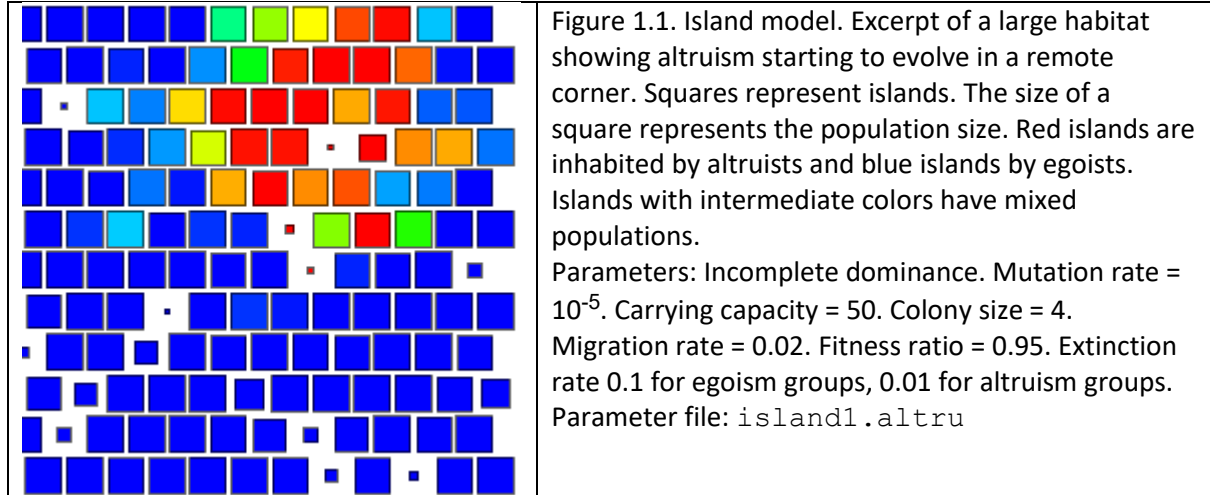 Figure 1.1. Island model. Excerpt of a large habitat
showing altruism starting to evolve in a remote
corner. Squares represent islands. The size of a
square represents the population size. Red islands are
inhabited by altruists and blue islands by egoists.
Islands with intermediate colors have mixed
populations.
Parameters: Incomplete dominance. Mutation rate =
10⁻⁵. Carrying capacity = 50. Colony size = 4.
Migration rate = 0.02. Fitness ratio = 0.95. Extinction
rate 0.1 for egoism groups, 0.01 for altruism groups.
Parameter file: island1.altru